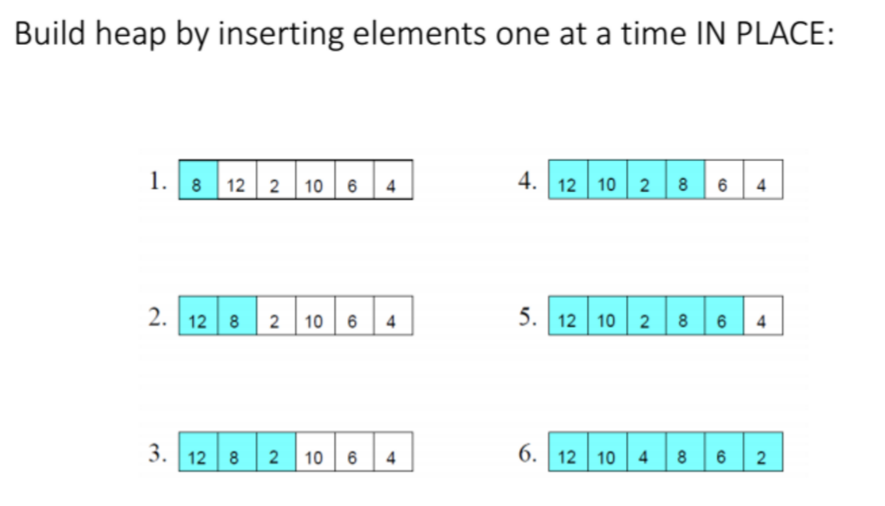 Build heap by inserting elements one at a time IN PLACE:
1. 8 12 2 10 6 4
4. 12 10 2 8 6 4
2. 12 8 2 10 6 4
5. 12 10 2 8 6 4
3. 12 8 2 10 6 4
6. 12 10 4 8 6 2